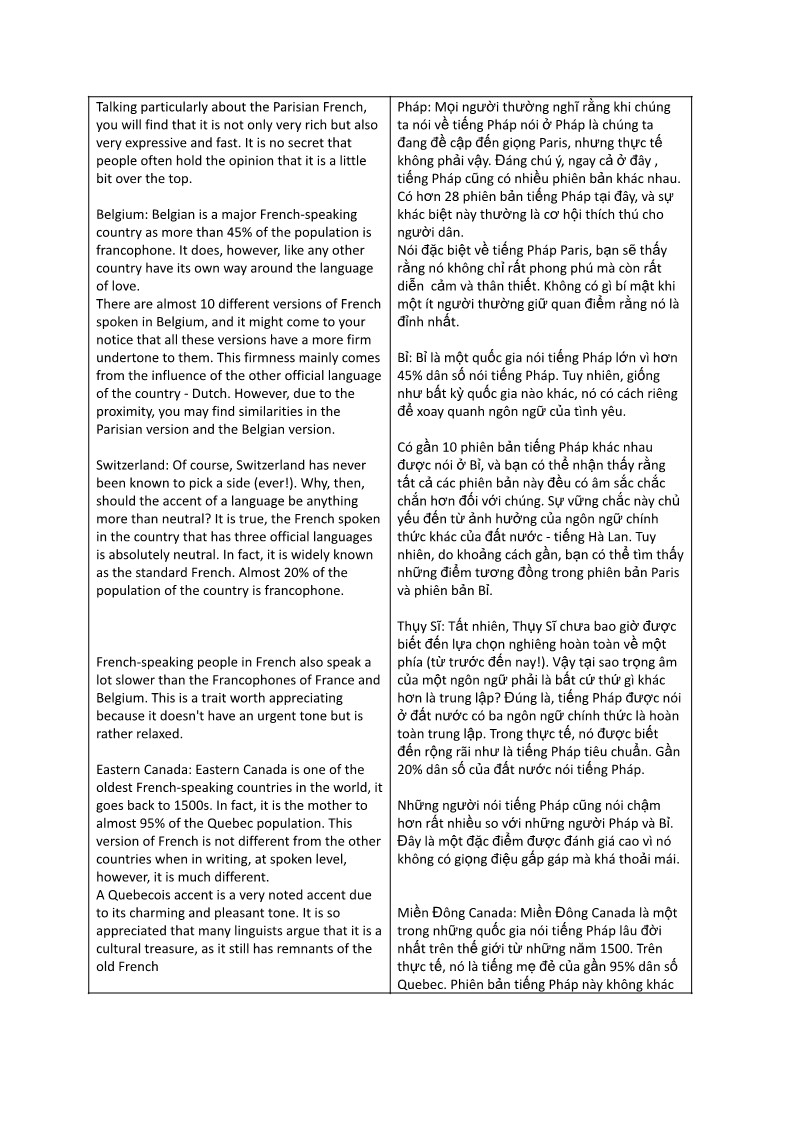 Talking particularly about the Parisian French,
you will find that it is not only very rich but also
very expressive and fast. It is no secret that
people often hold the opinion that it is a little
bit over the top.
Belgium: Belgian is a major French-speaking
country as more than 45% of the population is
francophone. It does, however, like any other
country have its own way around the language
of love.
There are almost 10 different versions of French
spoken in Belgium, and it might come to your
notice that all these versions have a more firm
undertone to them. This firmness mainly comes
from the influence of the other official language
of the country - Dutch. However, due to the
proximity, you may find similarities in the
Parisian version and the Belgian version.
Switzerland: Of course, Switzerland has never
been known to pick a side (ever!). Why, then,
should the accent of a language be anything
more than neutral? It is true, the French spoken
in the country that has three official languages
is absolutely neutral. In fact, it is widely known
as the standard French. Almost 20% of the
population of the country is francophone.
French-speaking people in French also speak a
lot slower than the Francophones of France and
Belgium. This is a trait worth appreciating
because it doesn't have an urgent tone but is
rather relaxed.
Eastern Canada: Eastern Canada is one of the
oldest French-speaking countries in the world, it
goes back to 1500s. In fact, it is the mother to
almost 95% of the Quebec population. This
version of French is not different from the other
countries when in writing, at spoken level,
however, it is much different.
A Quebecois accent is a very noted accent due
to its charming and pleasant tone. It is so
appreciated that many linguists argue that it is a
cultural treasure, as it still has remnants of the
old French
Pháp: Mọi người thường nghĩ rằng khi chúng
ta nói về tiếng Pháp nói ở Pháp là chúng ta
đang đề cập đến giọng Paris, nhưng thực tế
không phải vậy. Đáng chú ý, ngay cả ở đây ,
tiếng Pháp cũng có nhiều phiên bản khác nhau.
Có hơn 28 phiên bản tiếng Pháp tại đây, và sự
khác biệt này thường là cơ hội thích thú cho
người dân.
Nói đặc biệt về tiếng Pháp Paris, bạn sẽ thấy
rằng nó không chỉ rất phong phú mà còn rất
diễn  cảm và thân thiết. Không có gì bí mật khi
một ít người thường giữ quan điểm rằng nó là
đỉnh nhất.
Bỉ: Bỉ là một quốc gia nói tiếng Pháp lớn vì hơn
45% dân số nói tiếng Pháp. Tuy nhiên, giống
như bất kỳ quốc gia nào khác, nó có cách riêng
để xoay quanh ngôn ngữ của tình yêu.
Có gần 10 phiên bản tiếng Pháp khác nhau
được nói ở Bỉ, và bạn có thể nhận thấy rằng
tất cả các phiên bản này đều có âm sắc chắc
chắn hơn đối với chúng. Sự vững chắc này chủ
yếu đến từ ảnh hưởng của ngôn ngữ chính
thức khác của đất nước - tiếng Hà Lan. Tuy
nhiên, do khoảng cách gần, bạn có thể tìm thấy
những điểm tương đồng trong phiên bản Paris
và phiên bản Bỉ.
Thụy Sĩ: Tất nhiên, Thụy Sĩ chưa bao giờ được
biết đến lựa chọn nghiêng hoàn toàn về một
phía (từ trước đến nay!). Vậy tại sao trọng âm
của một ngôn ngữ phải là bất cứ thứ gì khác
hơn là trung lập? Đúng là, tiếng Pháp được nói
ở đất nước có ba ngôn ngữ chính thức là hoàn
toàn trung lập. Trong thực tế, nó được biết
đến rộng rãi như là tiếng Pháp tiêu chuẩn. Gần
20% dân số của đất nước nói tiếng Pháp.
Những người nói tiếng Pháp cũng nói chậm
hơn rất nhiều so với những người Pháp và Bỉ.
Đây là một đặc điểm được đánh giá cao vì nó
không có giọng điệu gấp gáp mà khá thoải mái.
Miền Đông Canada: Miền Đông Canada là một
trong những quốc gia nói tiếng Pháp lâu đời
nhất trên thế giới từ những năm 1500. Trên
thực tế, nó là tiếng mẹ đẻ của gần 95% dân số
Quebec. Phiên bản tiếng Pháp này không khác